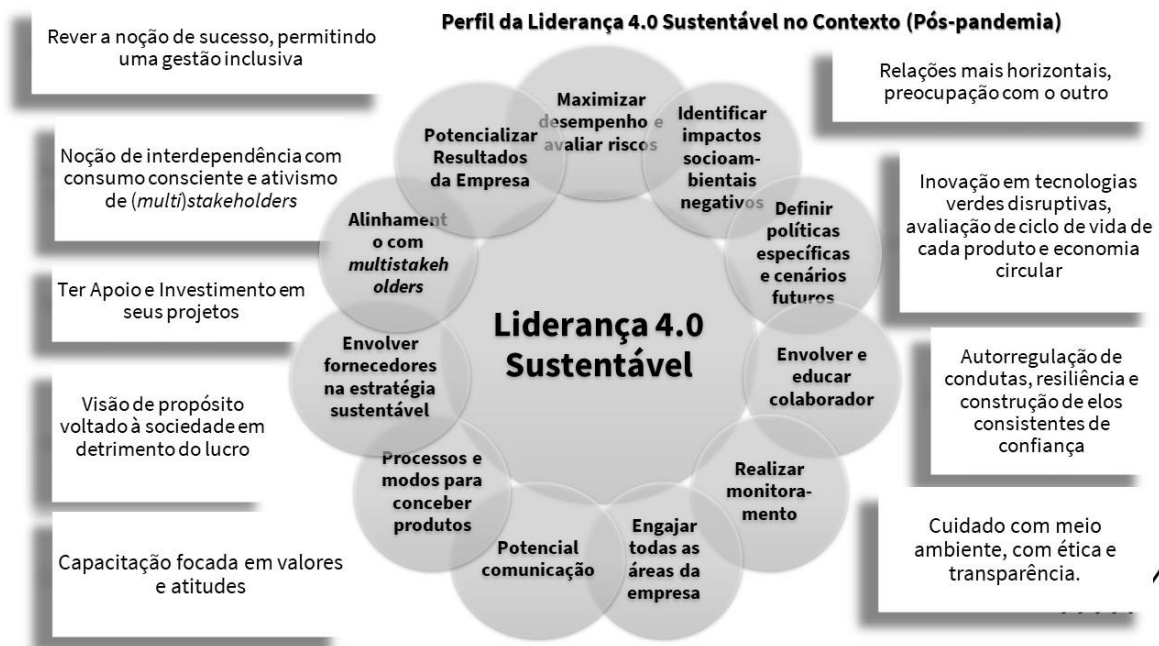 Perfil da Liderança 4.0 Sustentável no Contexto (Pós-pandemia)
Rever a noção de sucesso, permitindo
uma gestão inclusiva
Noção de interdependência com
consumo consciente e ativismo
de (multi)stakeholders
Ter Apoio e Investimento em
seus projetos
Visão de propósito
voltado à sociedade em
detrimento do lucro
Capacitação focada em valores
e atitudes
Maximizar
desempenho e
avaliar riscos
Identificar
impactos
socioam-
bientais
negativos
Definir
políticas
específicas
e cenários
futuros
Envolver e
educar
colaborador
Realizar
monitora-
mento
Engajar
todas as
áreas da
empresa
Potencial
comunicação
Processos e
modos para
conceber
produtos
Envolver
fornecedores
na estratégia
sustentável
Alinhament
o com
multistakeh
olders
Potencializar
Resultados
da Empresa
Liderança 4.0
Sustentável
Relações mais horizontais,
preocupação com o outro
Inovação em tecnologias
verdes disruptivas,
avaliação de ciclo de vida de
cada produto e economia
circular
Autorregulação de
condutas, resiliência e
construção de elos
consistentes de
confiança
Cuidado com meio
ambiente, com ética e
transparência.